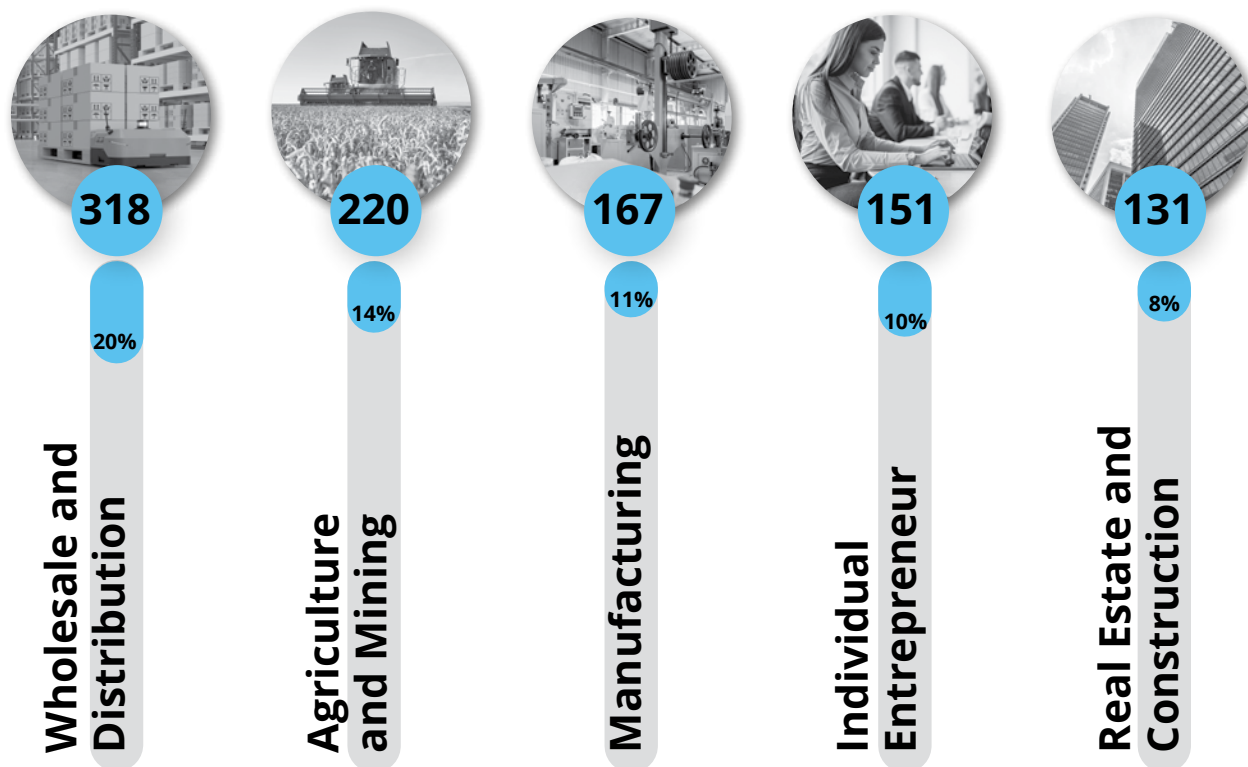 318
20%
Wholesale and
Distribution
220
14%
Agriculture
and Mining
167
11%
Manufacturing
151
10%
Individual
Entrepreneur
131
8%
Real Estate and
Construction